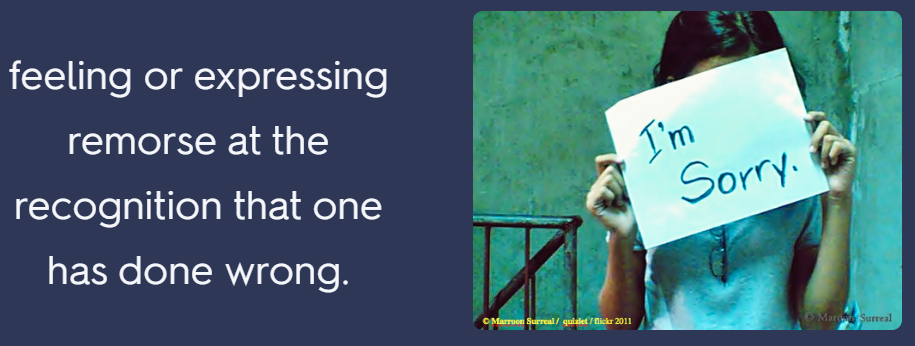 feeling or expressing
remorse at the
recognition that one
has done wrong.
I'm
Sorry.
© Marroon Surreal / quizlet / flickr 2011
© Marroon Surreal